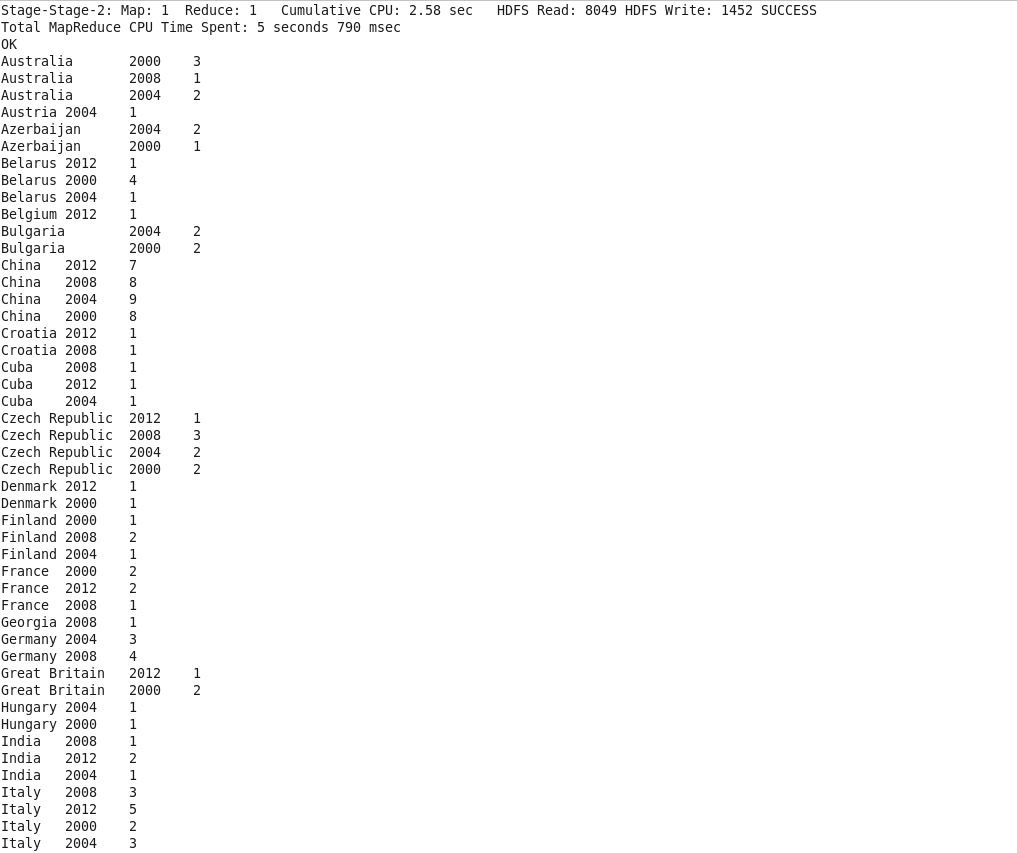 Stage-Stage-2: Map: 1  Reduce: 1   Cumulative CPU: 2.58 sec   HDFS Read: 8049 HDFS Write: 1452 SUCCESS
Total MapReduce CPU Time Spent: 5 seconds 790 msec
OK
Australia       2000    3
Australia       2008    1
Australia       2004    2
Austria 2004    1
Azerbaijan      2004    2
Azerbaijan      2000    1
Belarus 2012    1
Belarus 2000    4
Belarus 2004    1
Belgium 2012    1
Bulgaria        2004    2
Bulgaria        2000    2
China   2012    7
China   2008    8
China   2004    9
China   2000    8
Croatia 2012    1
Croatia 2008    1
Cuba    2008    1
Cuba    2012    1
Cuba    2004    1
Czech Republic  2012    1
Czech Republic  2008    3
Czech Republic  2004    2
Czech Republic  2000    2
Denmark 2012    1
Denmark 2000    1
Finland 2000    1
Finland 2008    2
Finland 2004    1
France  2000    2
France  2012    2
France  2008    1
Georgia 2008    1
Germany 2004    3
Germany 2008    4
Great Britain   2012    1
Great Britain   2000    2
Hungary 2004    1
Hungary 2000    1
India   2008    1
India   2012    2
India   2004    1
Italy   2008    3
Italy   2012    5
Italy   2000    2
Italy   2004    3